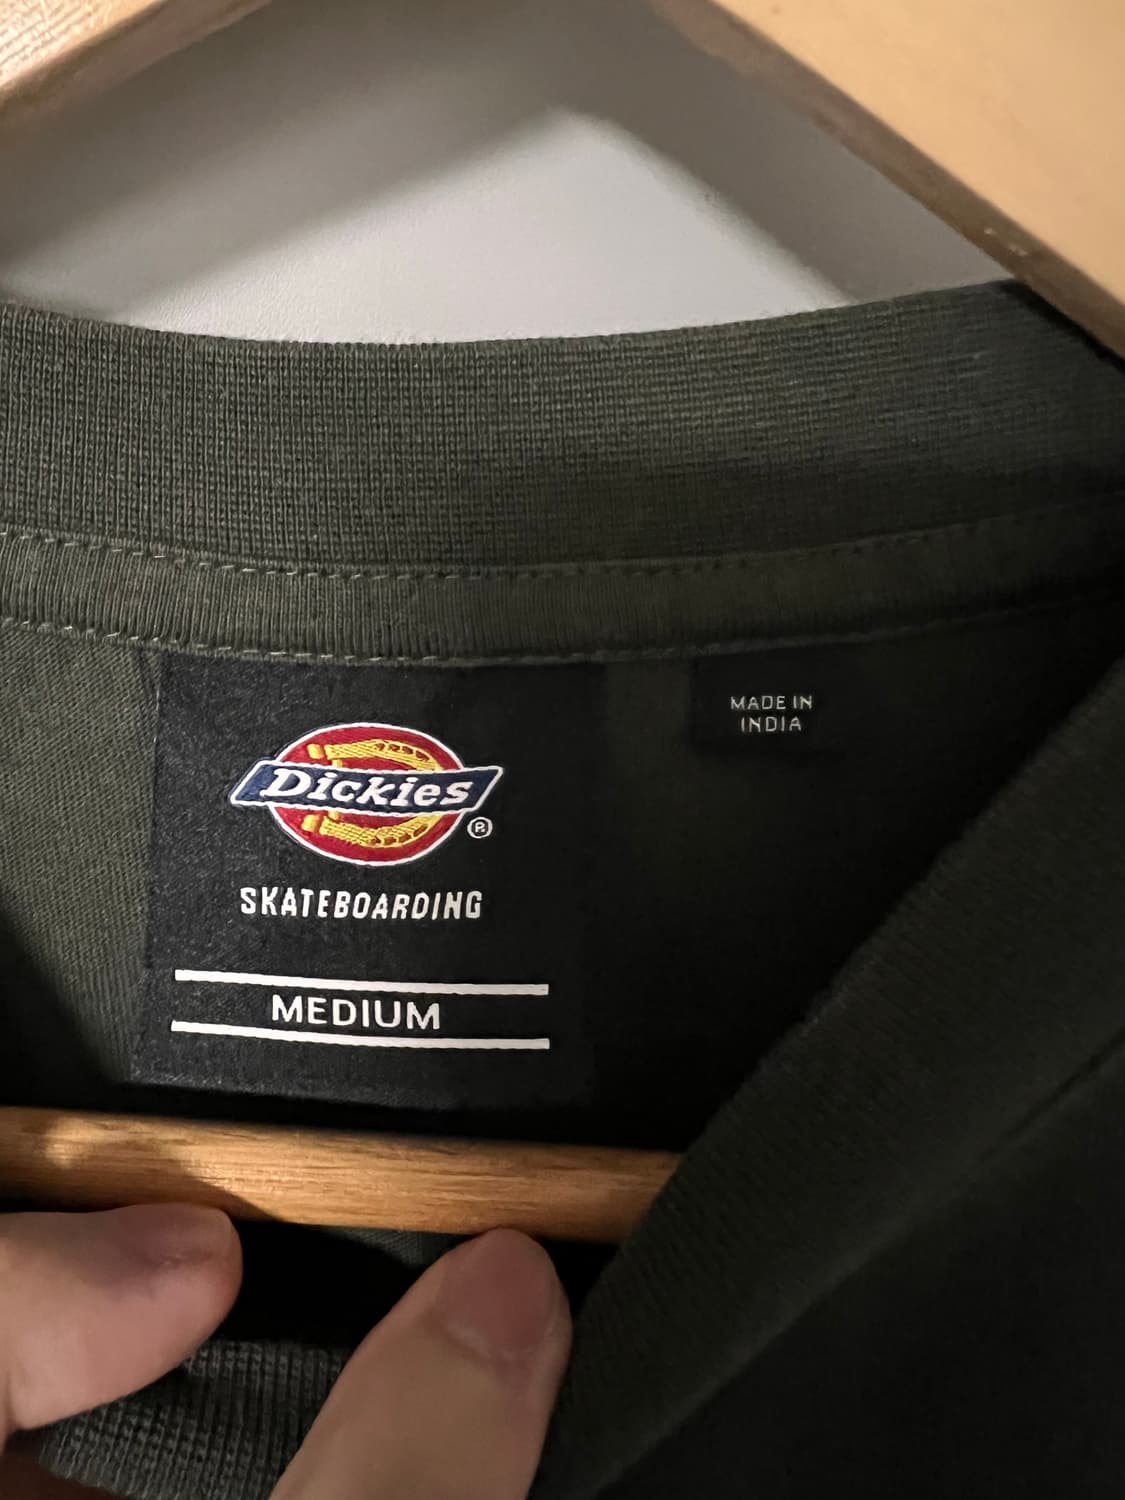 Dickies
®
SKATEBOARDING
MEDIUM
MADE IN
INDIA